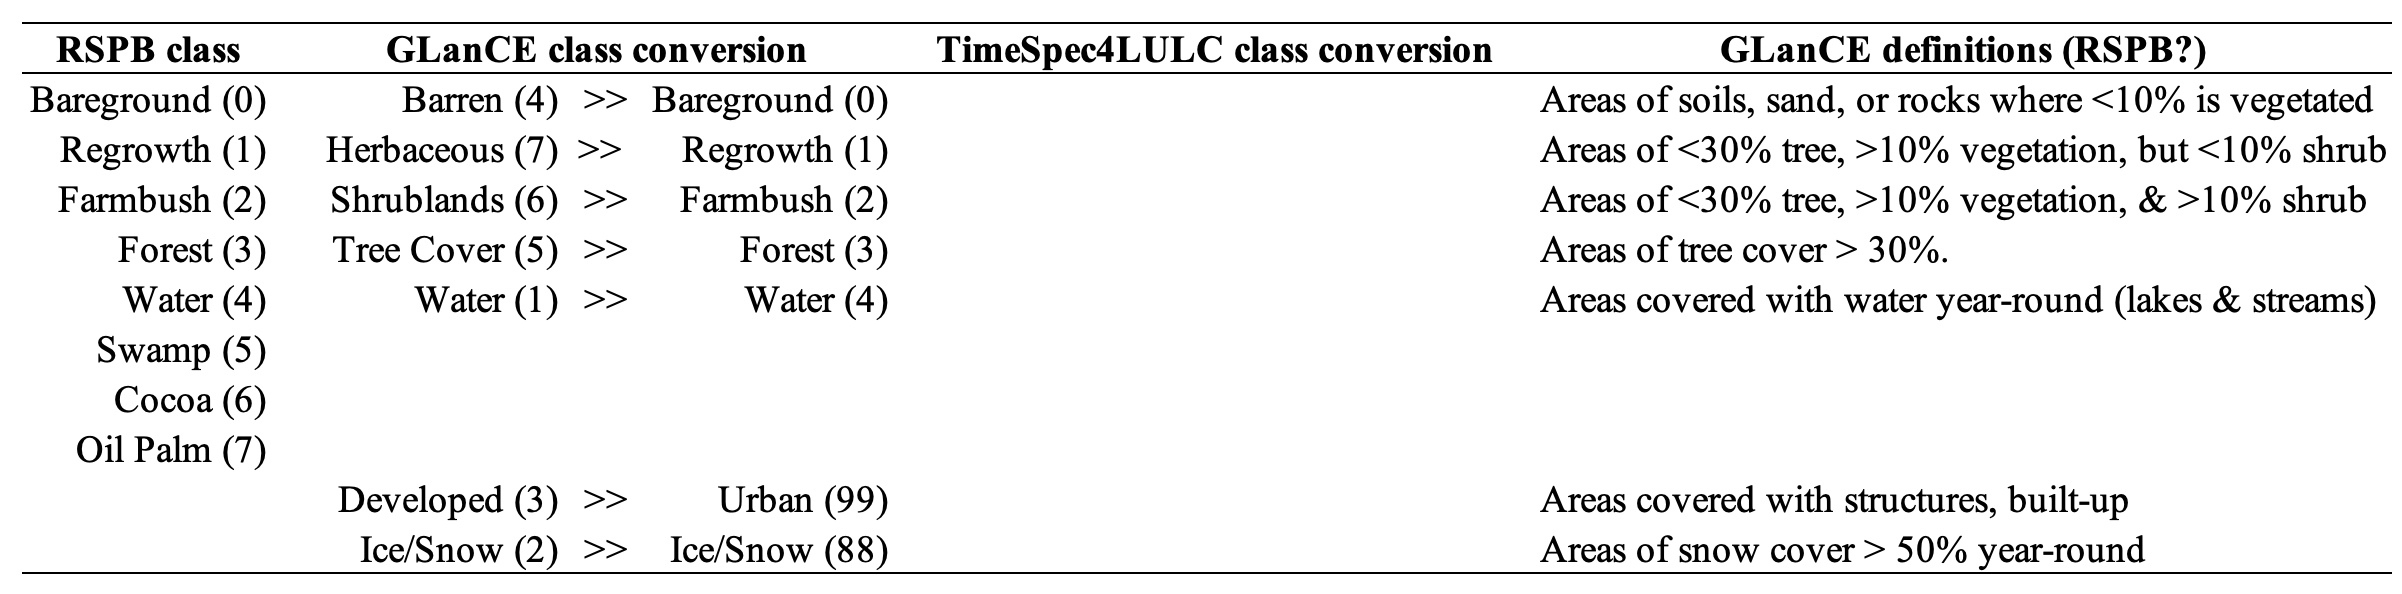 RSPB class GLanCE class conversion TimeSpec4LULC class conversion GLanCE definitions (RSPB?)
Bareground (0) Barren (4) >> Bareground (0) Areas of soils, sand, or rocks where <10% is vegetated
Regrowth (1) Herbaceous (7) >> Regrowth (1) Areas of <30% tree, >10% vegetation, but <10% shrub
Farmbush (2) Shrublands (6) >> Farmbush (2) Areas of <30% tree, >10% vegetation, & >10% shrub
Forest (3) Tree Cover (5) >> Forest (3) Areas of tree cover > 30%.
Water (4) Water (1) >> Water (4) Areas covered with water year-round (lakes & streams)
Swamp (5)
Cocoa (6)
Oil Palm (7)
Developed (3) >> Urban (99) Areas covered with structures, built-up
Ice/Snow (2) >> Ice/Snow (88) Areas of snow cover > 50% year-round